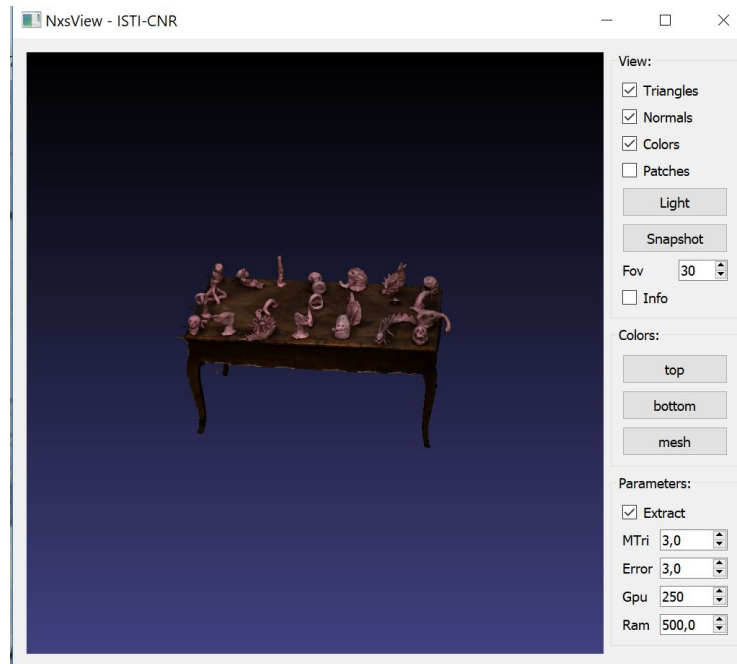 NxsView - ISTI-CNR
View:
Triangles
Normals
Colors
Patches
Light
Snapshot
Fov 30
Info
Colors:
top
bottom
mesh
Parameters:
Extract
MTri 3,0
Error 3,0
Gpu 250
Ram 500,0